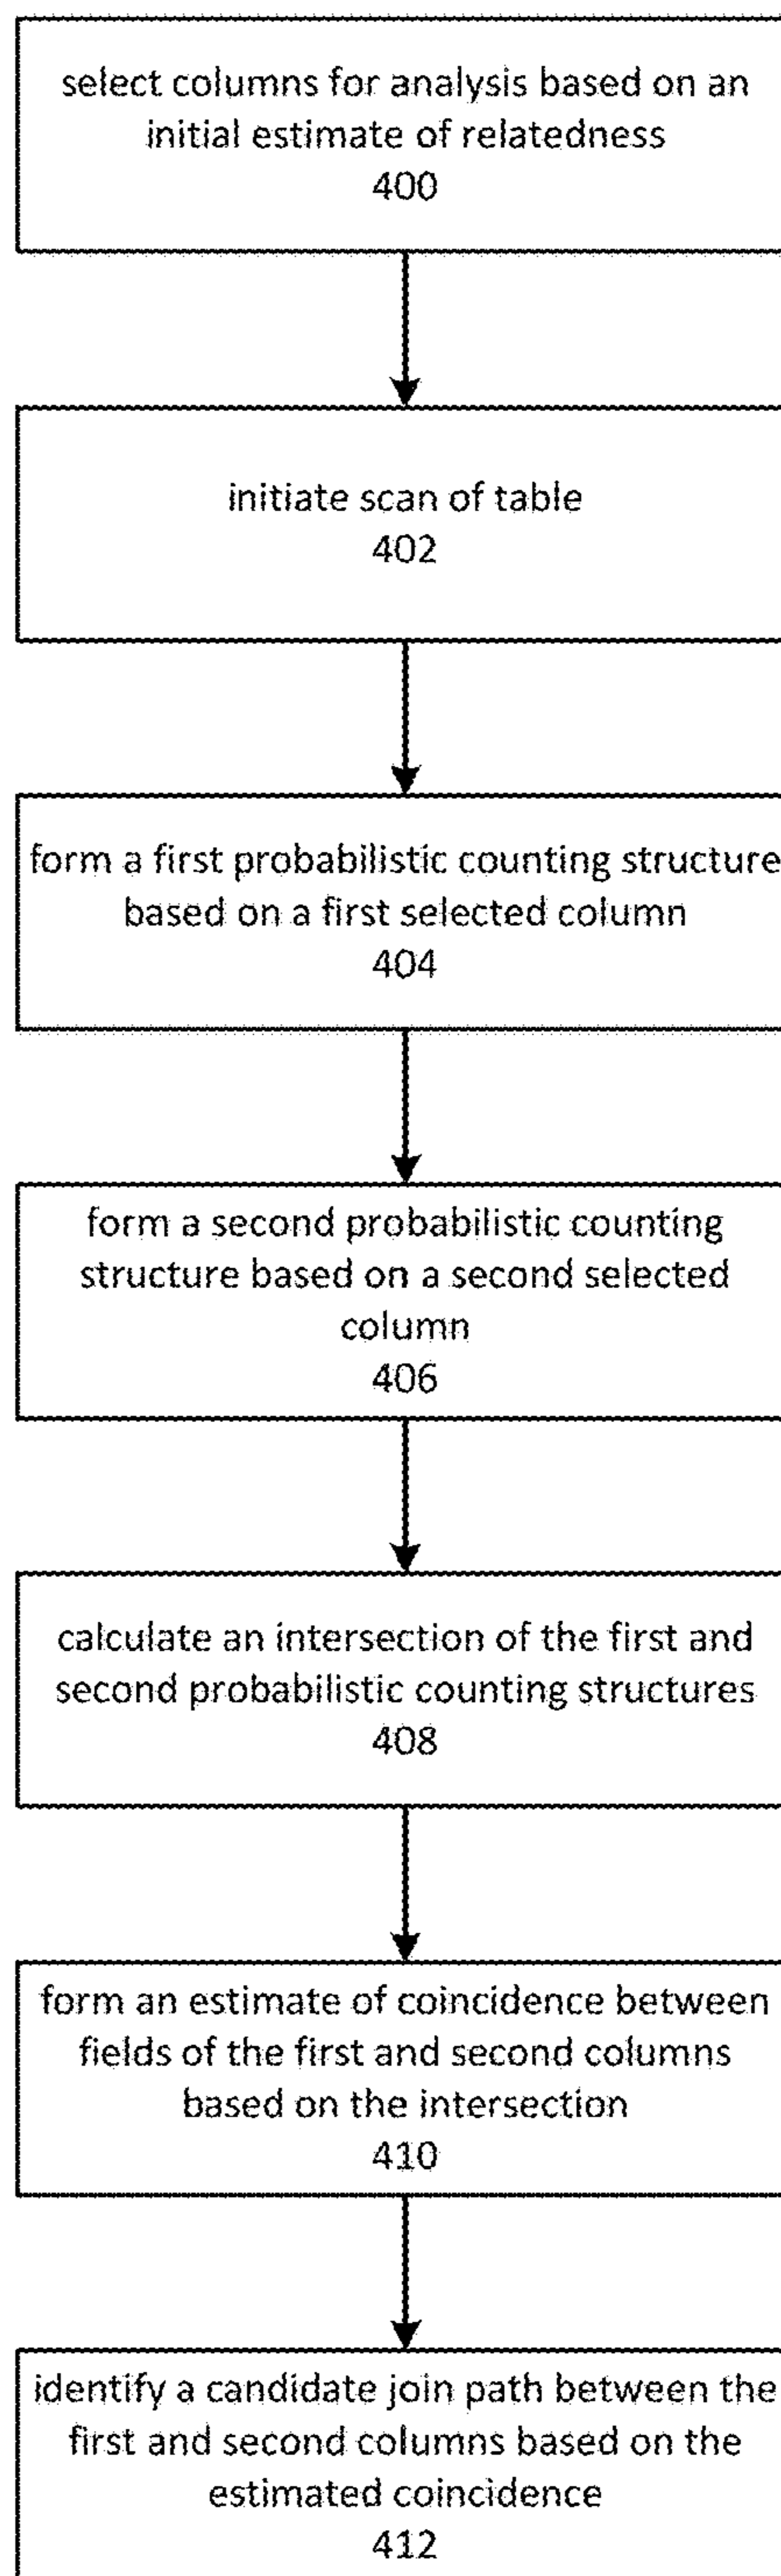 select columns for analysis based on an
initial estimate of relatedness
400
initiate scan of table
402
form a first probabilistic counting structure
based on a first selected column
404
form a second probabilistic counting
structure based on a second selected
column
406
calculate an intersection of the first and
second probabilistic counting structures
408
form an estimate of coincidence between
fields of the first and second columns
based on the intersection
410
identify a candidate join path between the
first and second columns based on the
estimated coincidence
412